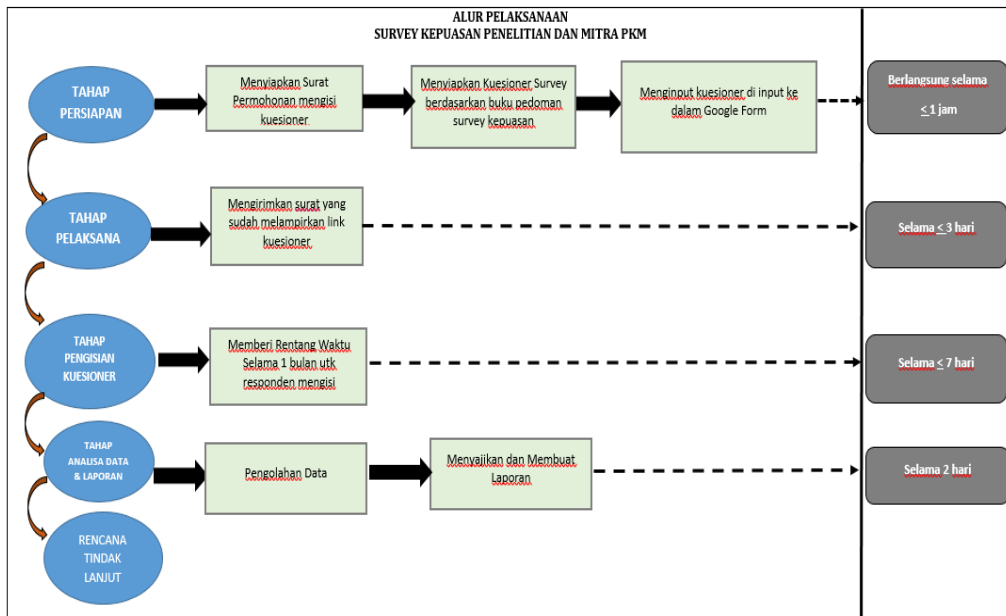 ALUR PELAKSANAAN
SURVEY KEPUASAN PENELITIAN DAN MITRA PKM
TAHAP
PERSIAPAN
Menyiapkan Surat
Permohonan mengisi
kuesioner
Menyiapkan Kuesioner Survey
berdasarkan buku pedoman
survey kepuasan
Menginput kuesioner di input ke
dalam Google Form
Berlangsung selama
≤ 1 jam
TAHAP
PELAKSANA
Mengirimkan surat yang
sudah melampirkan link
kuesioner
Selama ≤ 3 hari
TAHAP
PENGISIAN
KUESIONER
Memberi Rentang Waktu
Selama 1 bulan utk
responden mengisi
Selama ≤ 7 hari
TAHAP
ANALISA DATA
& LAPORAN
Pengolahan Data
Menyajikan dan Membuat
Laporan
Selama 2 hari
RENCANA
TINDAK
LANJUT